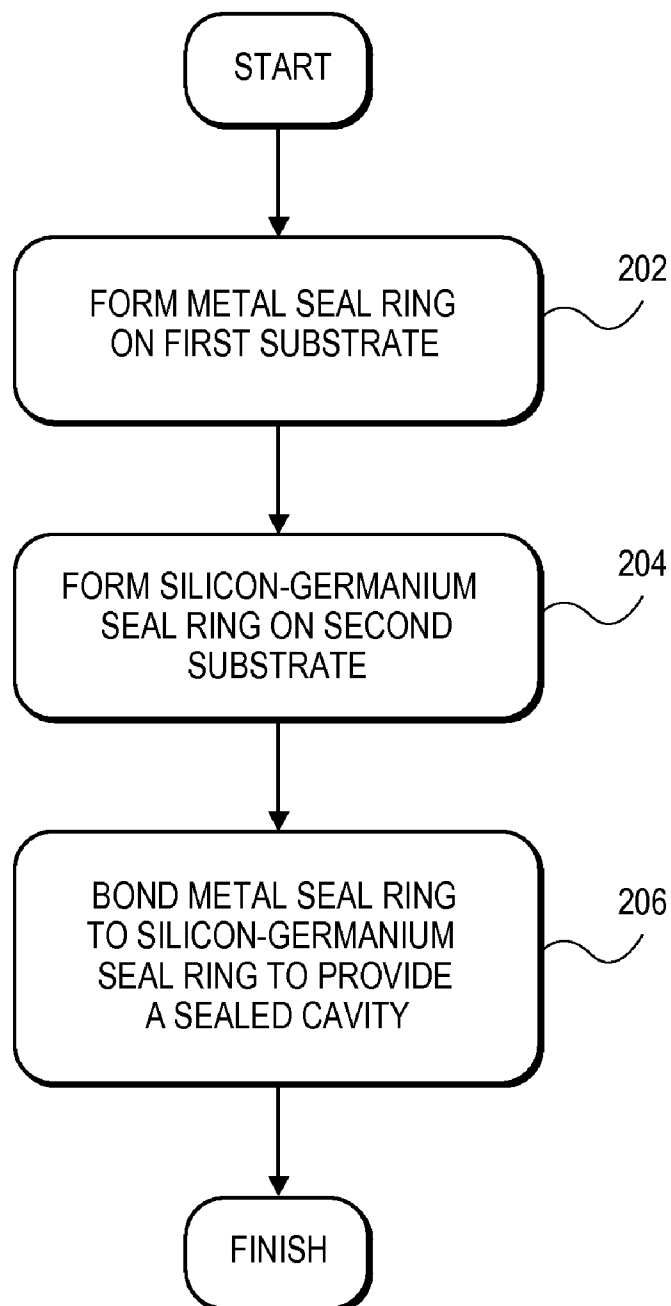 START
FORM METAL SEAL RING
ON FIRST SUBSTRATE
202
FORM SILICON-GERMANIUM
SEAL RING ON SECOND
SUBSTRATE
204
BOND METAL SEAL RING
TO SILICON-GERMANIUM
SEAL RING TO PROVIDE
A SEALED CAVITY
206
FINISH